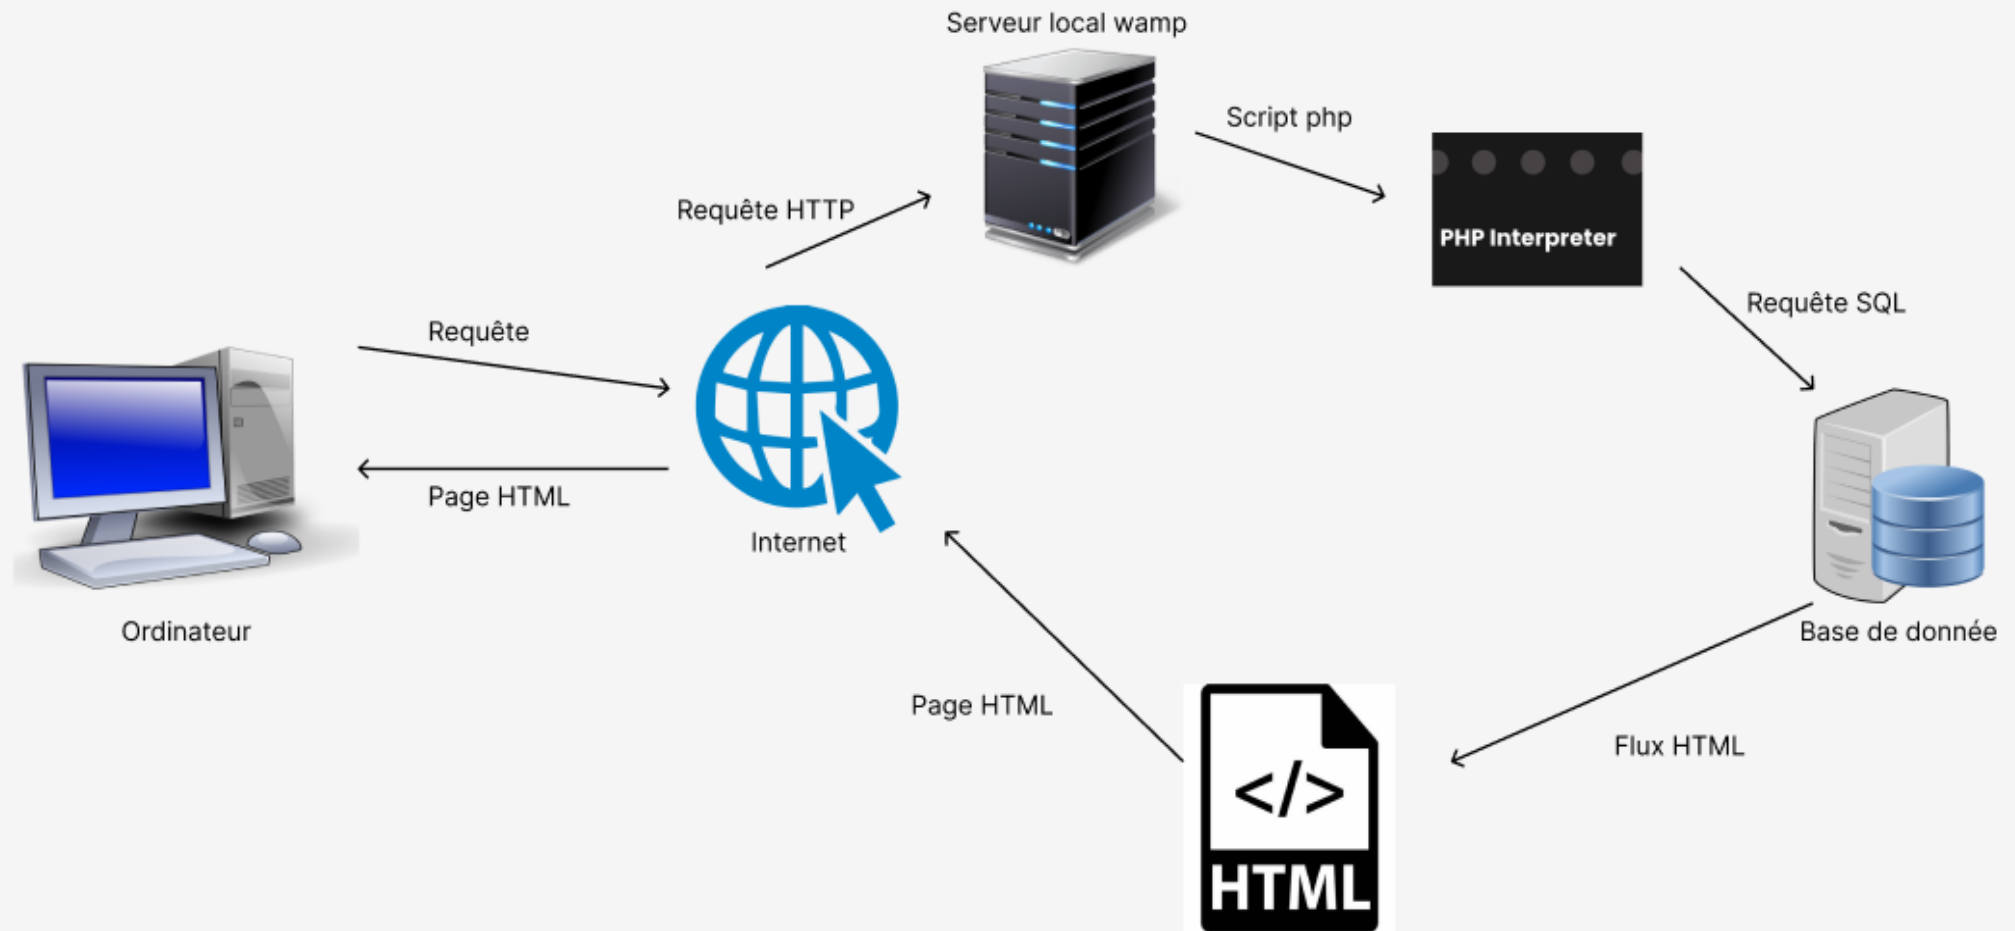 Serveur local wamp
Script php
Requête HTTP
PHP Interpreter
Requête SQL
Requête
Page HTML
Internet
Ordinateur
Base de donnée
Page HTML
Flux HTML
</>
HTML